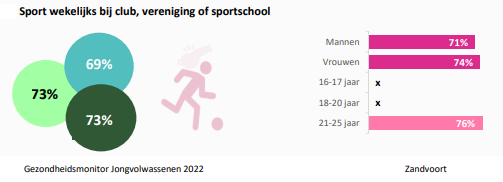 Sport wekelijks bij club, vereniging of sportschool
69%
73%
73%
Mannen 71%
Vrouwen 74%
16-17 jaar x
18-20 jaar x
21-25 jaar 76%
Gezondheidsmonitor Jongvolwassenen 2022
Zandvoort